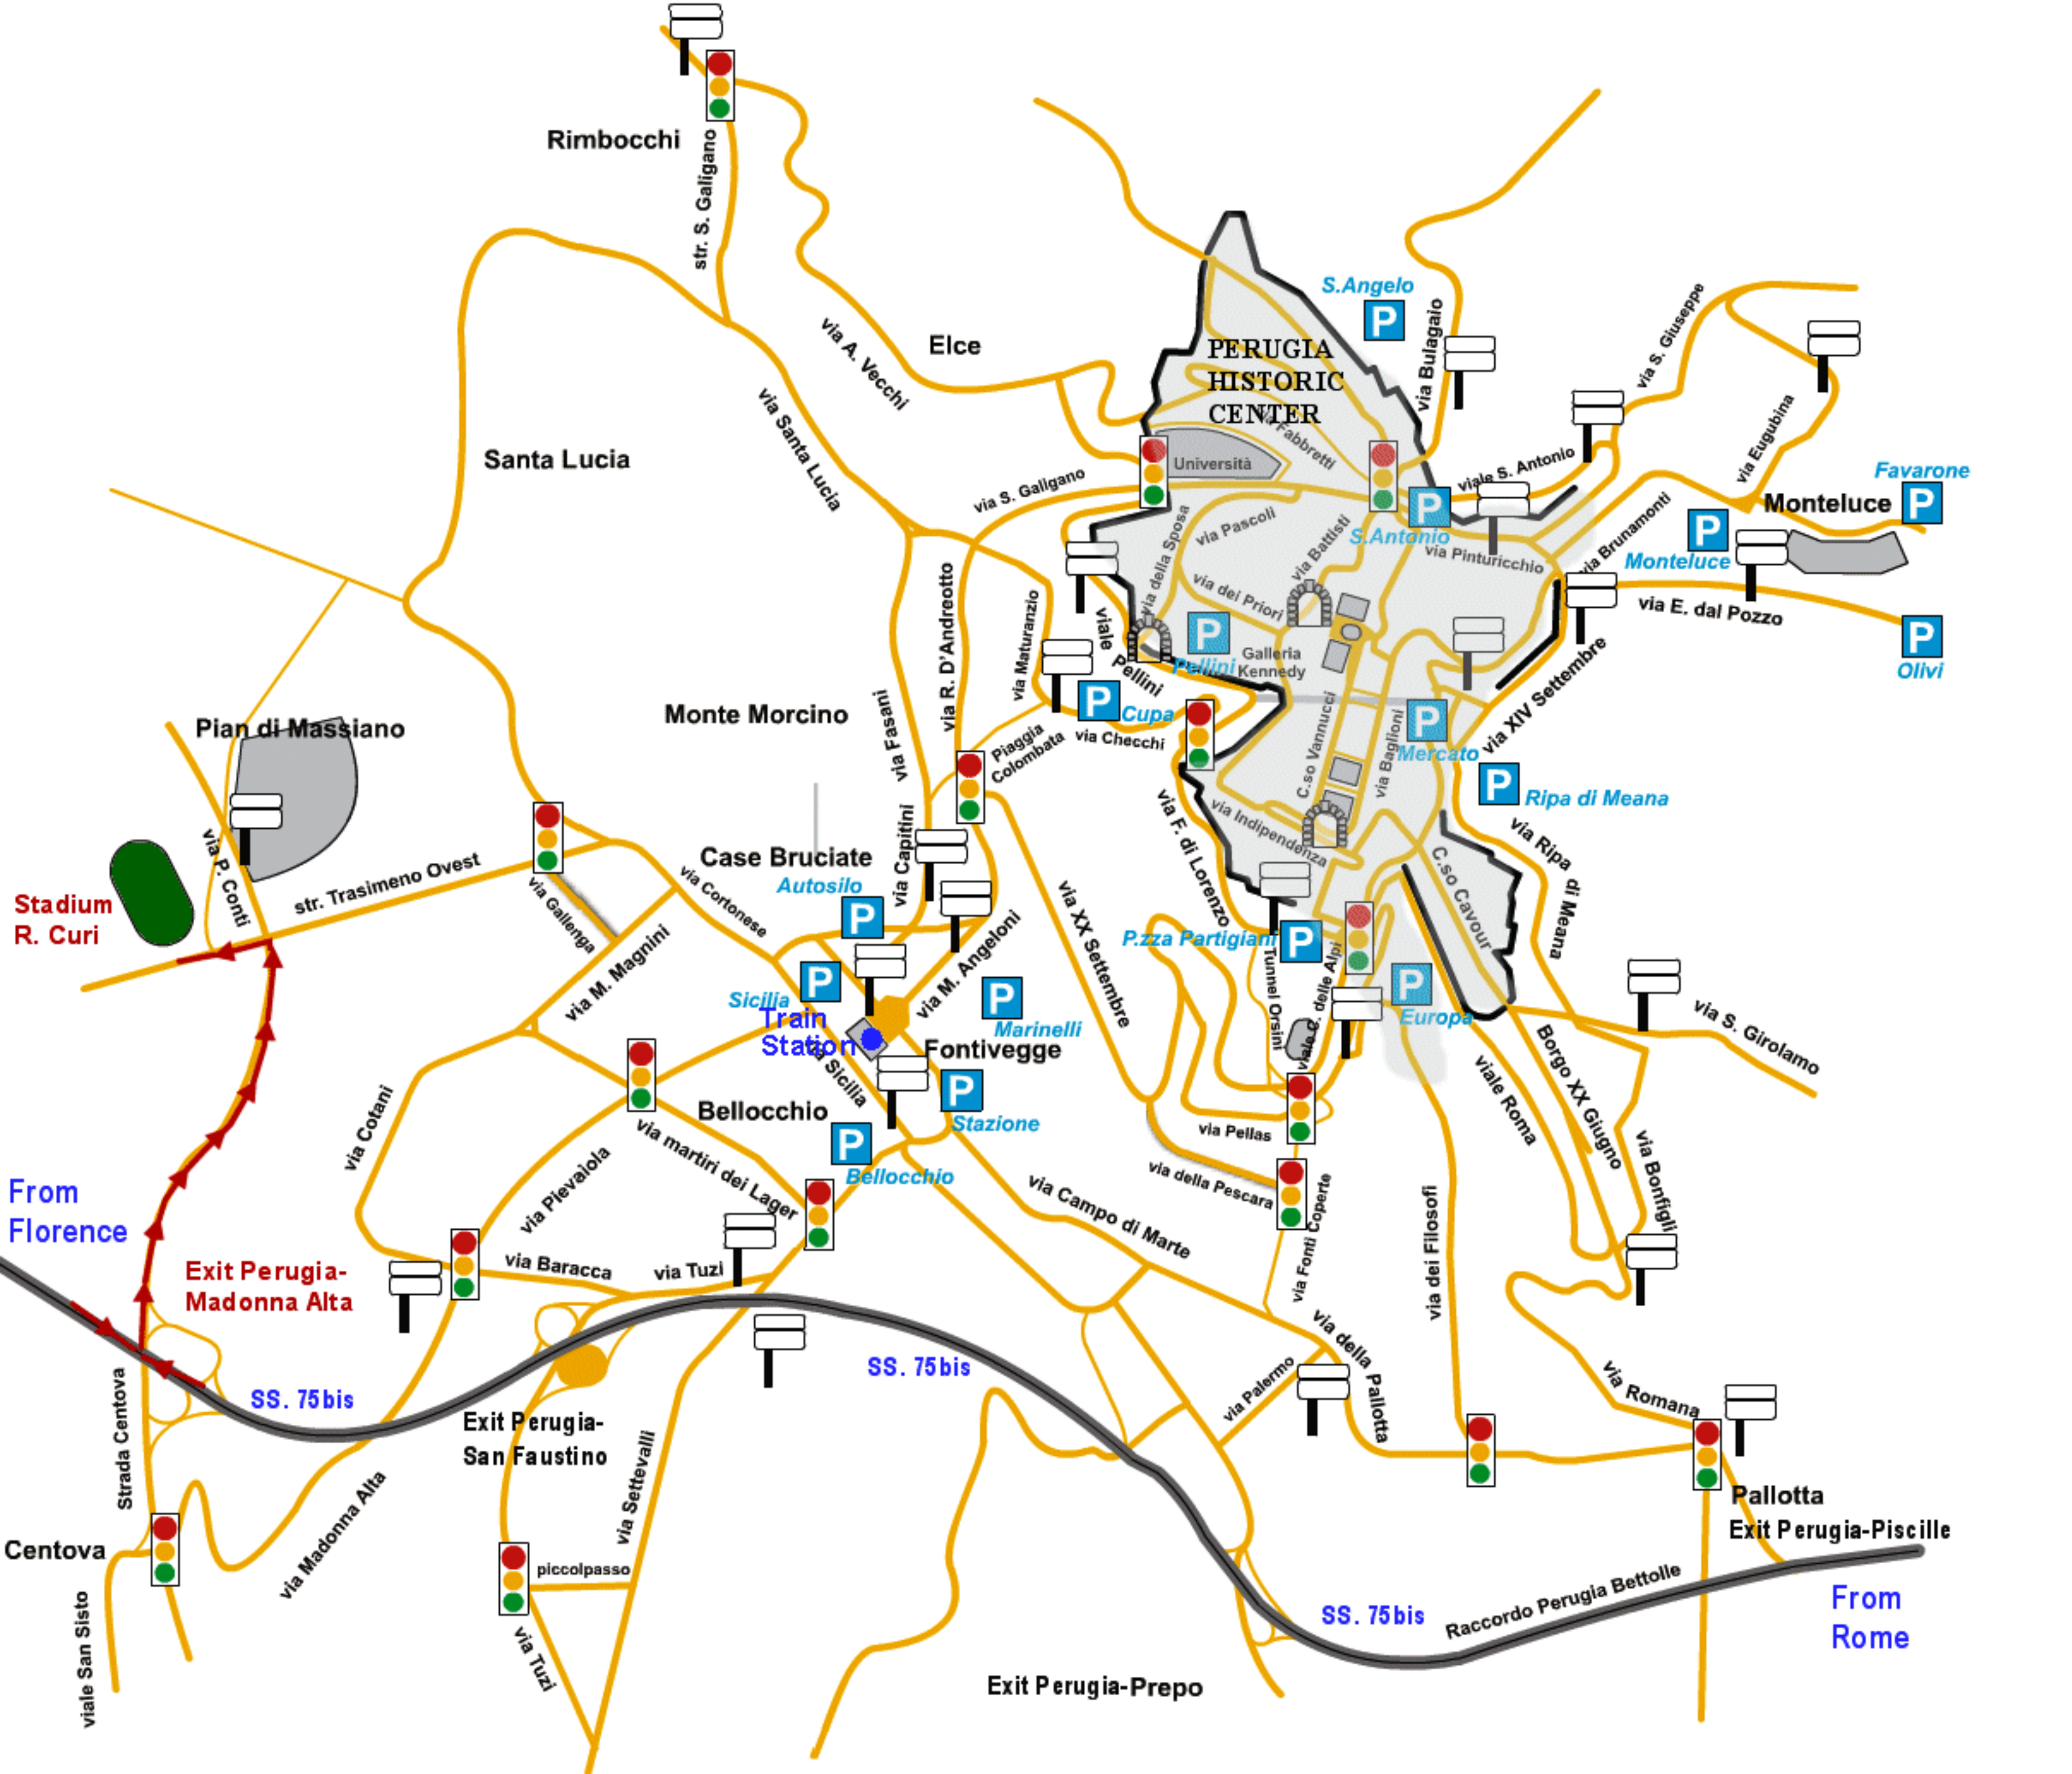 Rimbocchi
str. S. Galigano
S.Angelo
P
via Bulagaio
via S. Giuseppe
via A. Vecchi
Elce
PERUGIA
HISTORIC
CENTER
via Eugubina
via Santa Lucia
Santa Lucia
via Fabbretti
Università
via S. Galigano
viale S. Antonio
Favarone
P
Monteluce
P
Monteluce
P
S.Antonio
via Pascoli
via della Sposa
via Battisti
via Pinturicchio
via Brunamonti
via dei Priori
via E. dal Pozzo
P
Olivi
via R. D'Andreotto
via Maturanzio
viale
Pellini
P
Pellini
Galleria
Kennedy
via XIV Settembre
P
Cupa
via Checchi
Piaggia
Colombata
Monte Morcino
via Fasani
C.so Vannucci
via Baglioni
P
Mercato
P
Ripa di Meana
Pian di Massiano
via P. Conti
str. Trasimeno Ovest
via Gallenga
via Cortonese
Case Bruciate
Autosilo
P
via Capitini
via F. di Lorenzo
via Indipendenza
via Ripa di Meana
C.so Cavour
Stadium
R. Curi
via M. Magnini
via M. Angeloni
via XX Settembre
P.zza Partigiani
P
Tunnel Orsini
viale C. delle Alpi
P
Europa
via S. Girolamo
P
Sicilia
Train
Station
P
Marinelli
Fontivegge
via Sicilia
P
Stazione
Bellocchio
P
Bellocchio
via Cotani
via Pievaiola
via martiri dei Lager
via Pellas
via della Pescara
via Fonti Coperte
viale Roma
Borgo XX Giugno
via Bonfigli
via dei Filosofi
From
Florence
Exit Perugia-
Madonna Alta
via Baracca
via Tuzi
via Campo di Marte
via della Pallotta
via Palermo
via Romana
SS. 75bis
SS. 75bis
Strada Centova
Exit Perugia-
San Faustino
via Settevalli
via Madonna Alta
Centova
viale San Sisto
piccolpasso
via Tuzi
Pallotta
Exit Perugia-Piscille
Raccordo Perugia Bettolle
SS. 75bis
From
Rome
Exit Perugia-Prepo